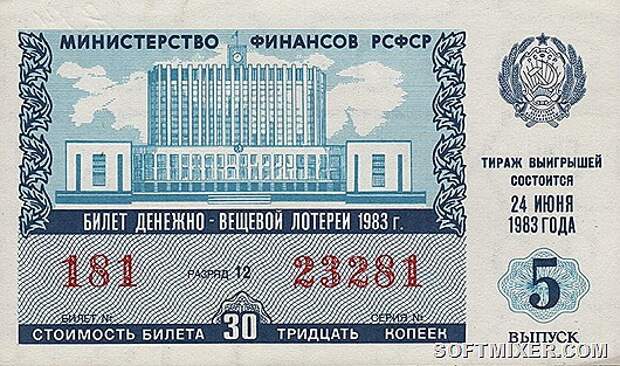 МИНИСТЕРСТВО ФИНАНСОВ РСФСР
ТИРАЖ ВЫИГРЫШЕЙ
СОСТОИТСЯ
24 ИЮНЯ
1983 ГОДА
БИЛЕТ ДЕНЕЖНО - ВЕЩЕВОЙ ЛОТЕРЕИ 1983 г.
181 РАЗРЯД 12 23281
БИЛЕТ № СЕРИЯ №
СТОИМОСТЬ БИЛЕТА 30 ТРИДЦАТЬ КОПЕЕК
5
ВЫПУСК
SOFTMIXER.COM